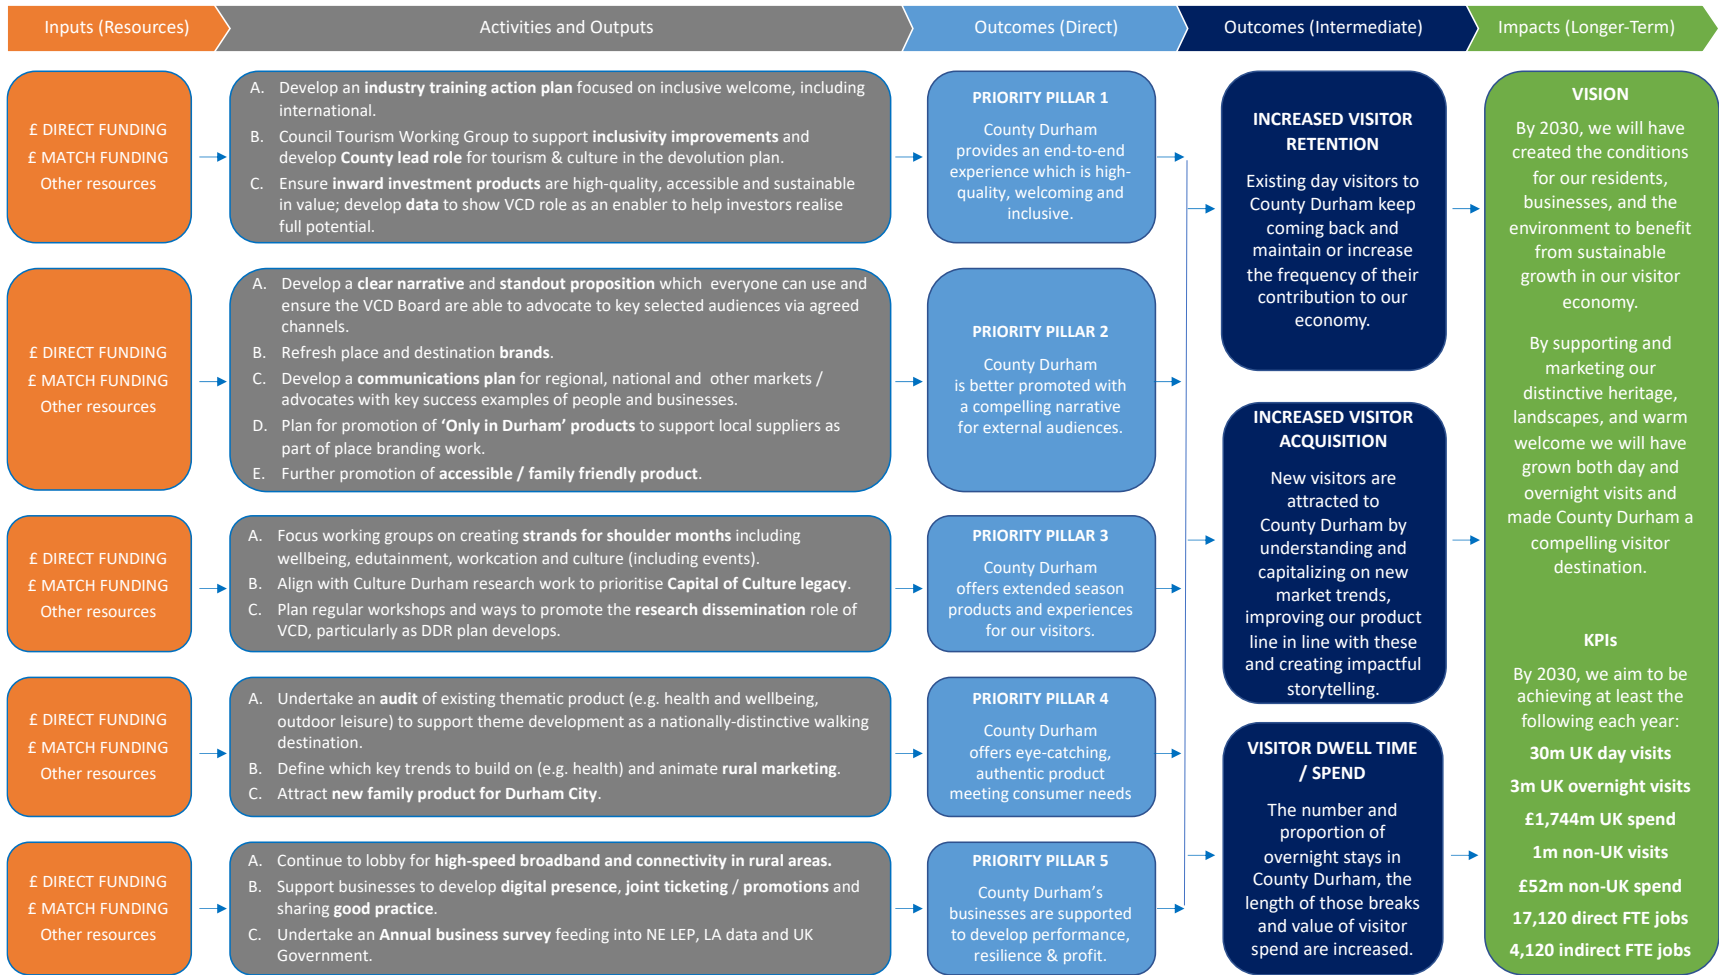 Inputs (Resources)
Activities and Outputs
Outcomes (Direct)
Outcomes (Intermediate)
Impacts (Longer-Term)
£ DIRECT FUNDING
£ MATCH FUNDING
Other resources
A. Develop an industry training action plan focused on inclusive welcome, including
international.
B. Council Tourism Working Group to support inclusivity improvements and
develop County lead role for tourism & culture in the devolution plan.
C. Ensure inward investment products are high-quality, accessible and sustainable
in value; develop data to show VCD role as an enabler to help investors realise
full potential.
PRIORITY PILLAR 1
County Durham
provides an end-to-end
experience which is high-
quality, welcoming and
inclusive.
£ DIRECT FUNDING
£ MATCH FUNDING
Other resources
A. Develop a clear narrative and standout proposition which everyone can use and
ensure the VCD Board are able to advocate to key selected audiences via agreed
channels.
B. Refresh place and destination brands.
C. Develop a communications plan for regional, national and other markets /
advocates with key success examples of people and businesses.
D. Plan for promotion of ‘Only in Durham’ products to support local suppliers as
part of place branding work.
E. Further promotion of accessible / family friendly product.
PRIORITY PILLAR 2
County Durham
is better promoted with
a compelling narrative
for external audiences.
£ DIRECT FUNDING
£ MATCH FUNDING
Other resources
A. Focus working groups on creating strands for shoulder months including
wellbeing, edutainment, workcation and culture (including events).
B. Align with Culture Durham research work to prioritise Capital of Culture legacy.
C. Plan regular workshops and ways to promote the research dissemination role of
VCD, particularly as DDR plan develops.
PRIORITY PILLAR 3
County Durham
offers extended season
products and experiences
for our visitors.
£ DIRECT FUNDING
£ MATCH FUNDING
Other resources
A. Undertake an audit of existing thematic product (e.g. health and wellbeing,
outdoor leisure) to support theme development as a nationally-distinctive walking
destination.
B. Define which key trends to build on (e.g. health) and animate rural marketing.
C. Attract new family product for Durham City.
PRIORITY PILLAR 4
County Durham
offers eye-catching,
authentic product
meeting consumer needs
£ DIRECT FUNDING
£ MATCH FUNDING
Other resources
A. Continue to lobby for high-speed broadband and connectivity in rural areas.
B. Support businesses to develop digital presence, joint ticketing / promotions and
sharing good practice.
C. Undertake an Annual business survey feeding into NE LEP, LA data and UK
Government.
PRIORITY PILLAR 5
County Durham’s
businesses are supported
to develop performance,
resilience & profit.
INCREASED VISITOR
RETENTION
Existing day visitors to
County Durham keep
coming back and
maintain or increase
the frequency of their
contribution to our
economy.
INCREASED VISITOR
ACQUISITION
New visitors are
attracted to
County Durham by
understanding and
capitalizing on new
market trends,
improving our product
line in line with these
and creating impactful
storytelling.
VISITOR DWELL TIME
/ SPEND
The number and
proportion of
overnight stays in
County Durham, the
length of those breaks
and value of visitor
spend are increased.
VISION
By 2030, we will have
created the conditions
for our residents,
businesses, and the
environment to benefit
from sustainable
growth in our visitor
economy.
By supporting and
marketing our
distinctive heritage,
landscapes, and warm
welcome we will have
grown both day and
overnight visits and
made County Durham a
compelling visitor
destination.
KPIs
By 2030, we aim to be
achieving at least the
following each year:
30m UK day visits
3m UK overnight visits
£1,744m UK spend
1m non-UK visits
£52m non-UK spend
17,120 direct FTE jobs
4,120 indirect FTE jobs